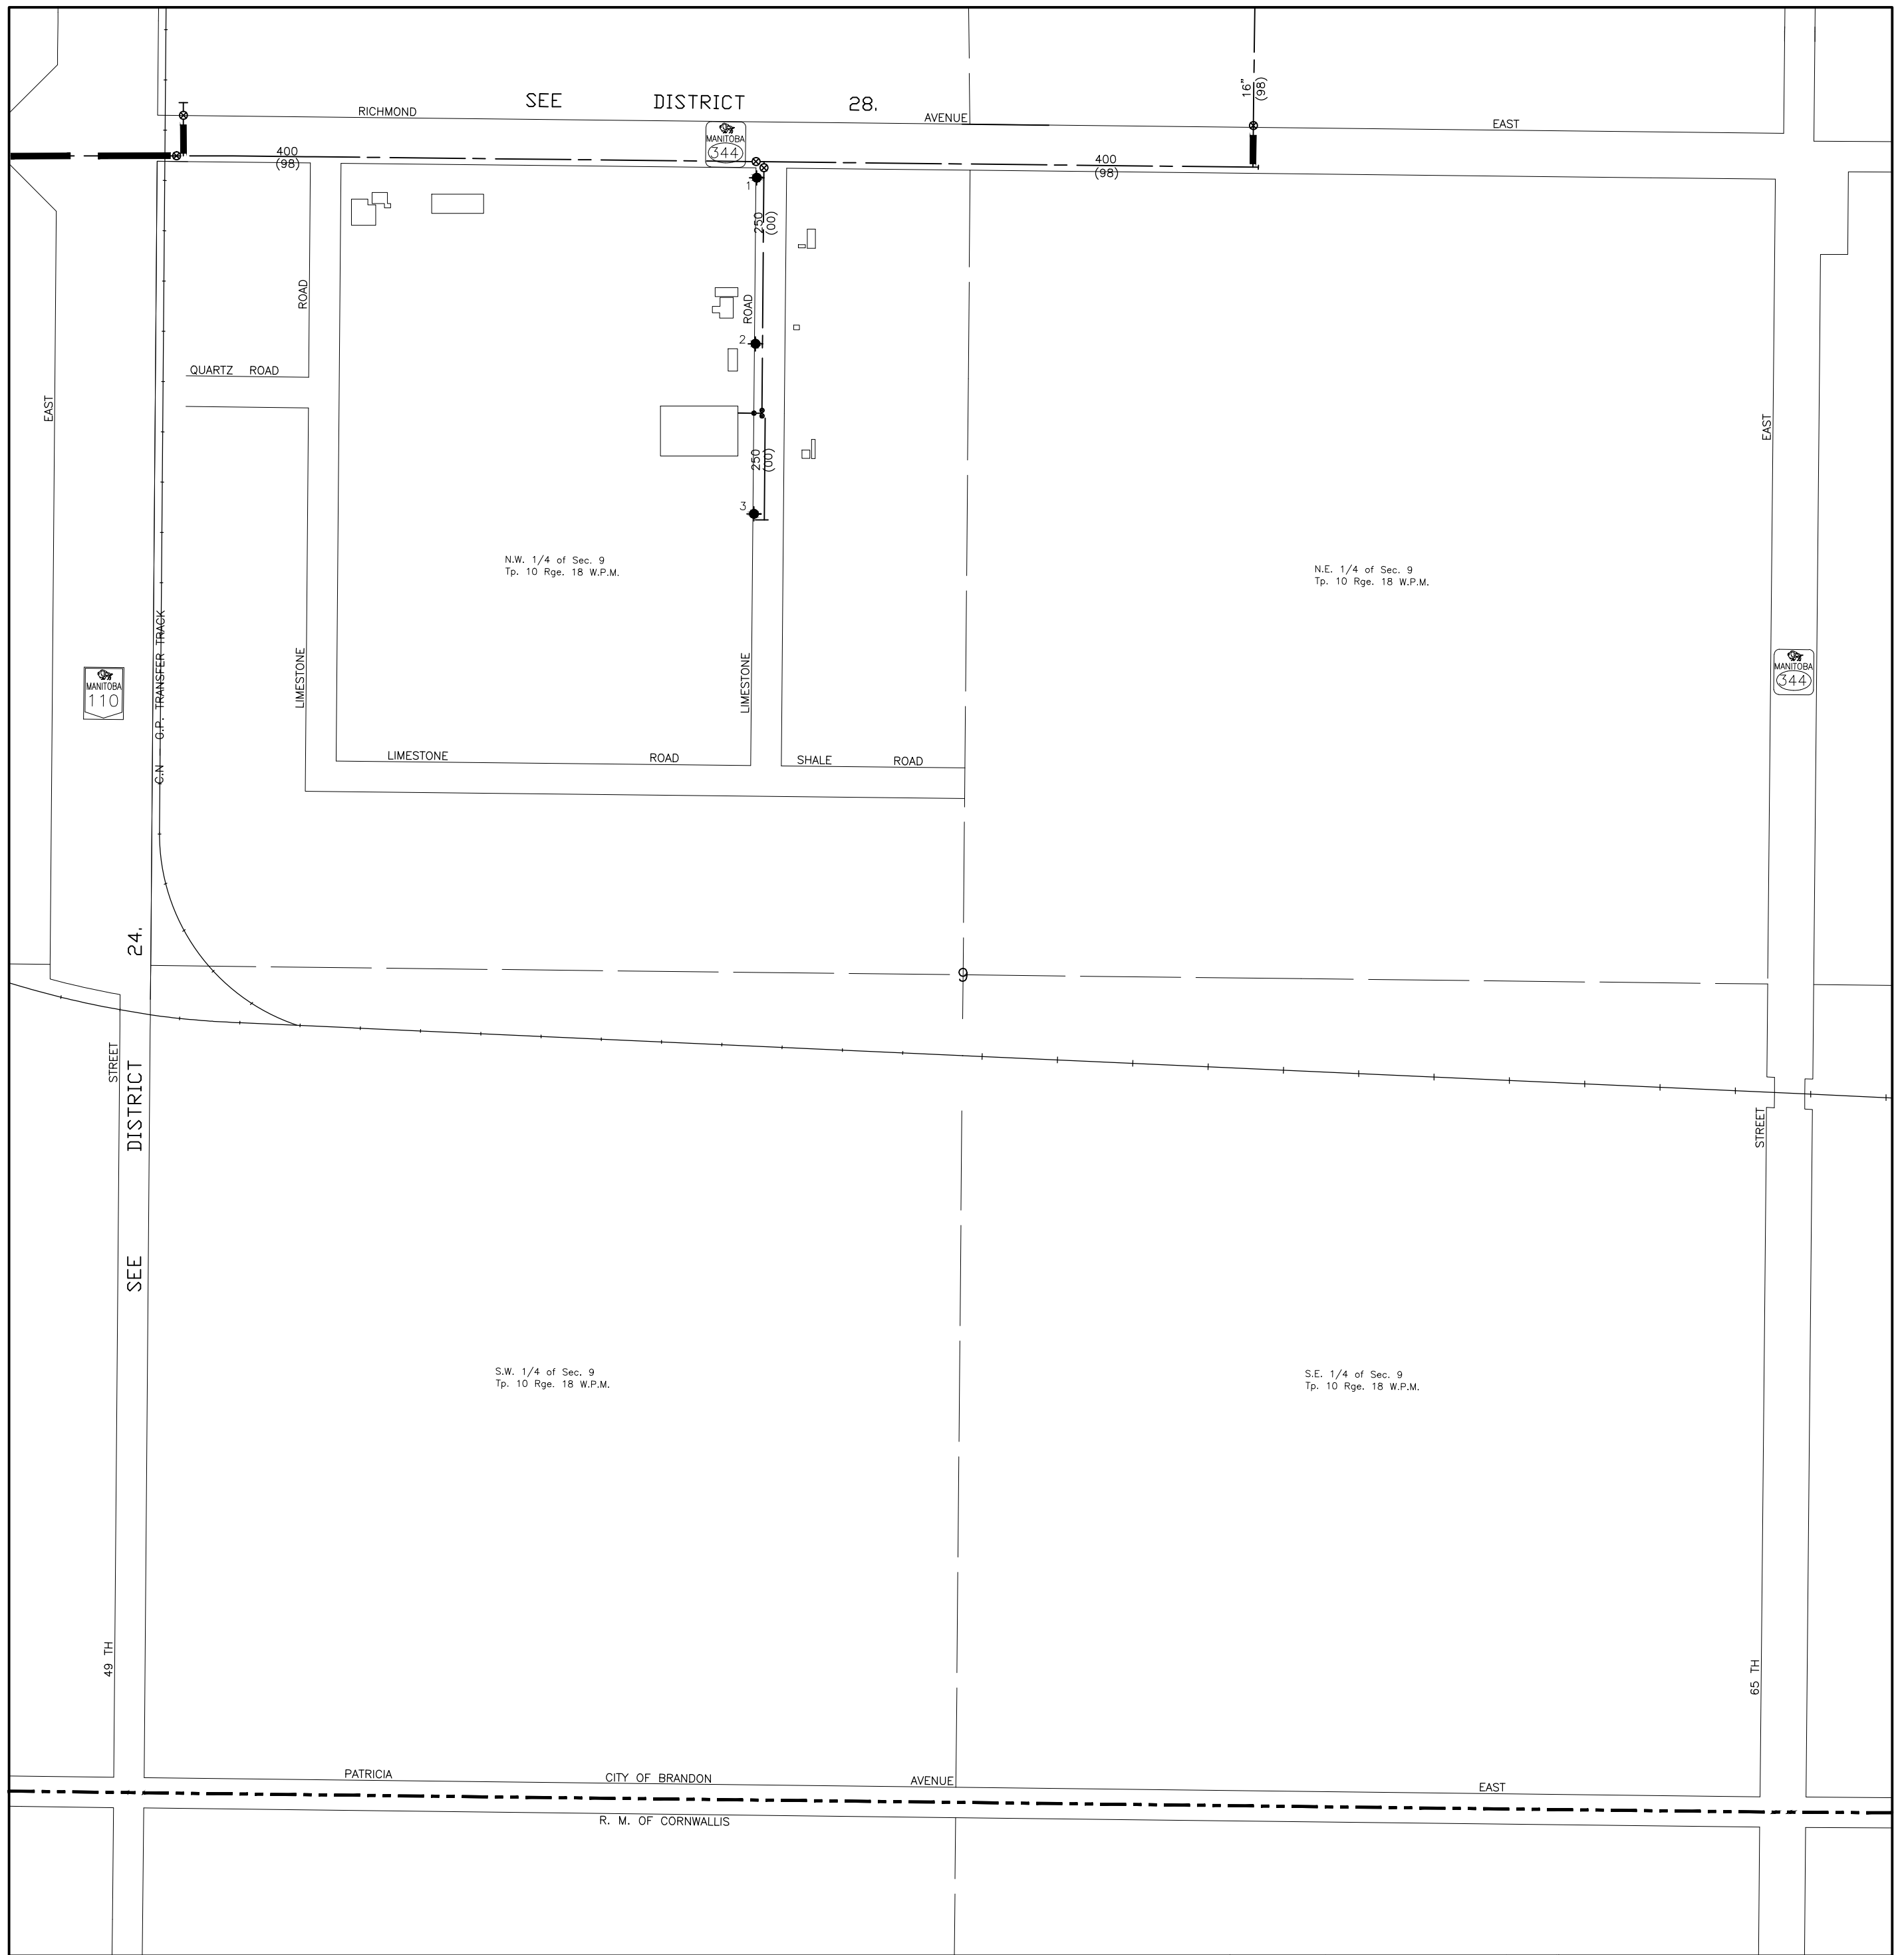 SEE DISTRICT 28.
16"
(98)
RICHMOND AVENUE EAST
MANITOBA
344
400
(98)
400
(98)
1
250
(00)
ROAD
ROAD
2
QUARTZ ROAD
EAST
EAST
250
(00)
3
N.W. 1/4 of Sec. 9
Tp. 10 Rge. 18 W.P.M.
N.E. 1/4 of Sec. 9
Tp. 10 Rge. 18 W.P.M.
C.N - C.P. TRANSFER TRACK
MANITOBA
110
LIMESTONE
LIMESTONE
MANITOBA
344
LIMESTONE ROAD
SHALE ROAD
SEE DISTRICT 24.
9
STREET
STREET
S.W. 1/4 of Sec. 9
Tp. 10 Rge. 18 W.P.M.
S.E. 1/4 of Sec. 9
Tp. 10 Rge. 18 W.P.M.
49 TH
65 TH
PATRICIA AVENUE EAST
CITY OF BRANDON
R. M. OF CORNWALLIS